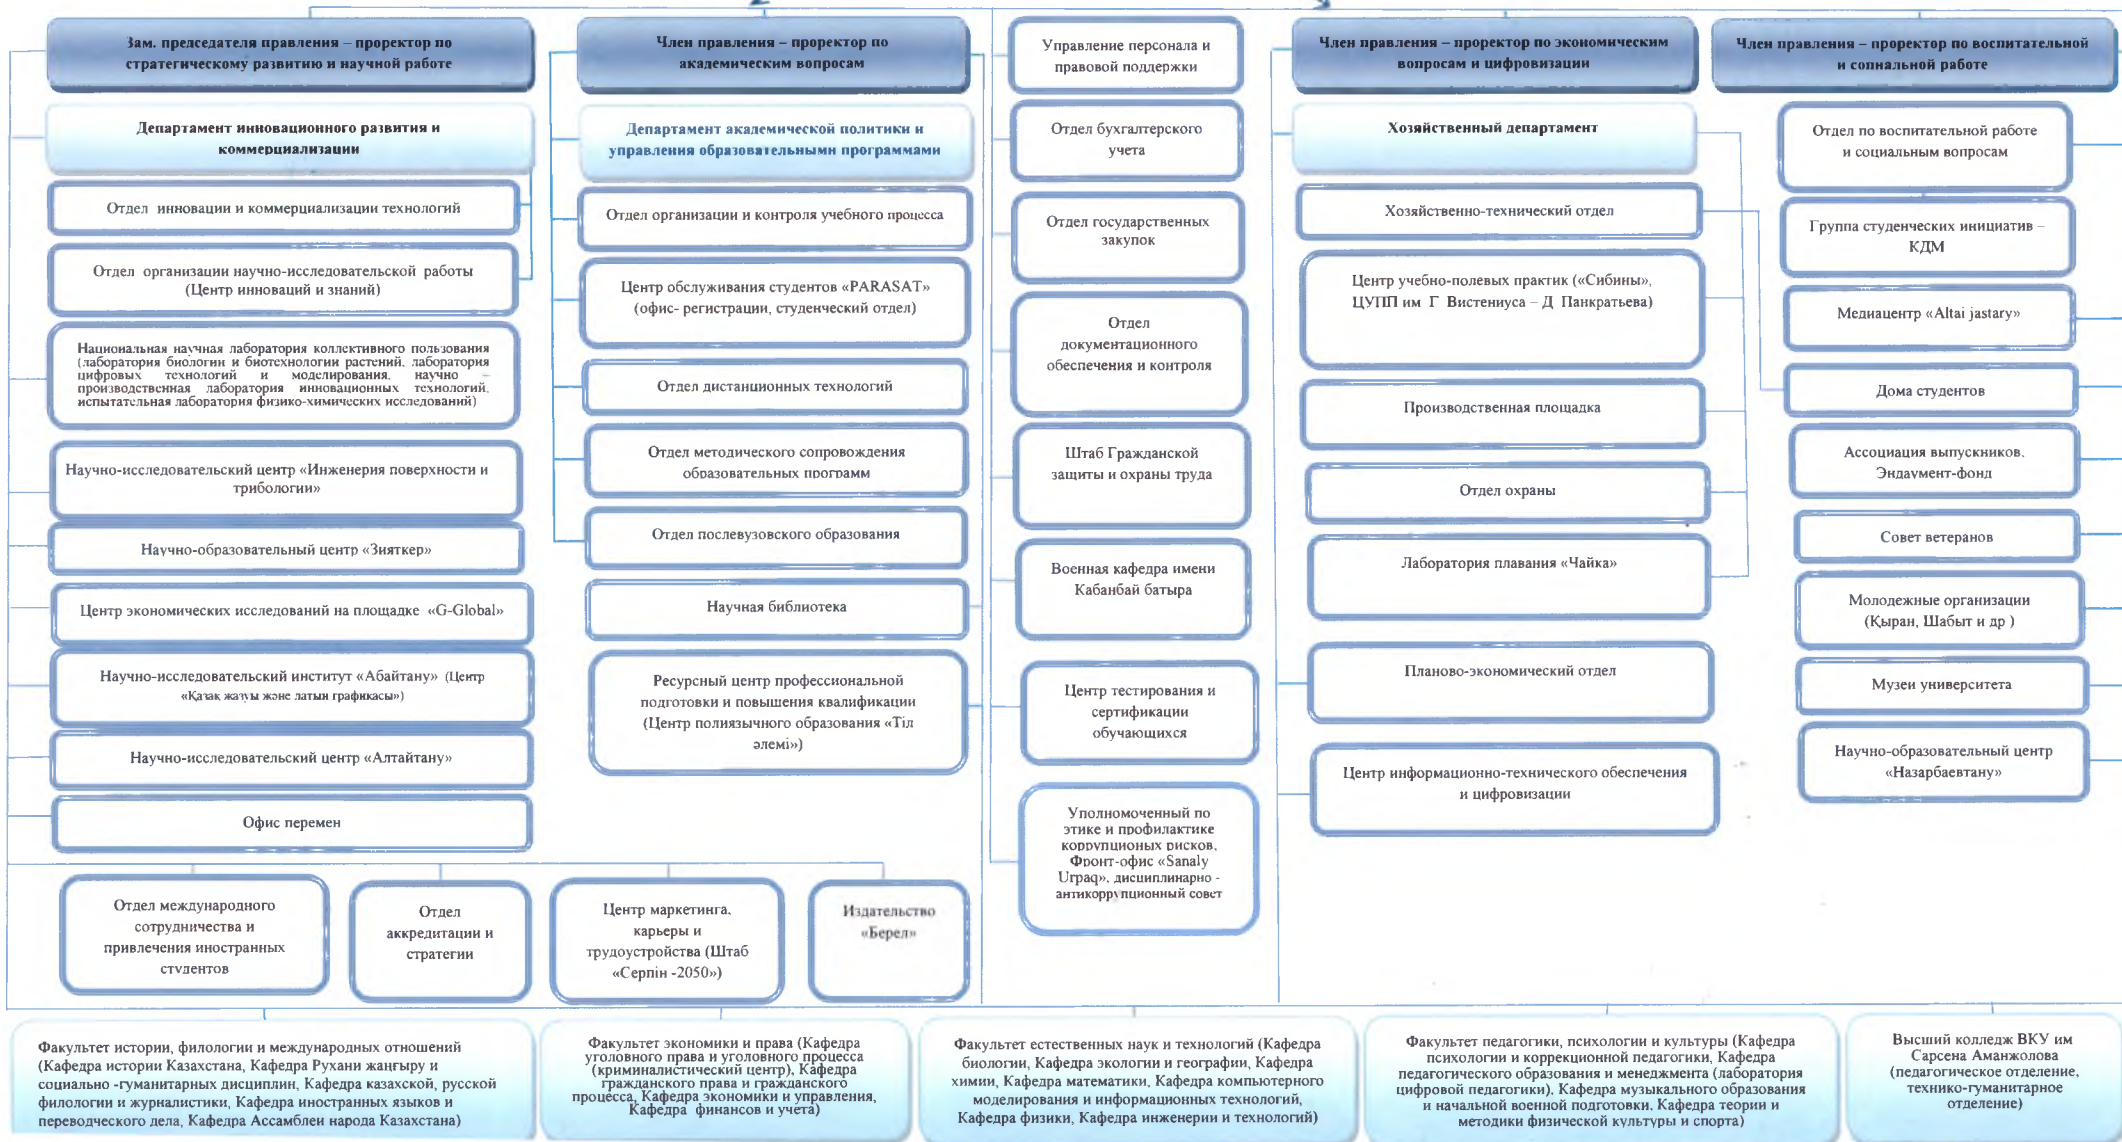 Зам. председателя правления – проректор по
стратегическому развитию и научной работе
Департамент инновационного развития и
коммерциализации
Отдел инновации и коммерциализации технологий
Отдел организации научно-исследовательской работы
(Центр инноваций и знаний)
Национальная научная лаборатория коллективного пользования
(лаборатория биологии и биотехнологии растений, лаборатория
цифровых технологий и моделирования, научно –
производственная лаборатория инновационных технологий,
испытательная лаборатория физико-химических исследований)
Научно-исследовательский центр «Инженерия поверхности и
трибологии»
Научно-образовательный центр «Зияткер»
Центр экономических исследований на площадке «G-Global»
Научно-исследовательский институт «Абайтану» (Центр
«Қазақ жазуы және латын графикасы»)
Научно-исследовательский центр «Алтайтану»
Офис перемен
Член правления – проректор по
академическим вопросам
Департамент академической политики и
управления образовательными программами
Отдел организации и контроля учебного процесса
Центр обслуживания студентов «PARASAT»
(офис- регистрации, студенческий отдел)
Отдел дистанционных технологий
Отдел методического сопровождения
образовательных программ
Отдел послевузовского образования
Научная библиотека
Ресурсный центр профессиональной
подготовки и повышения квалификации
(Центр полиязычного образования «Тіл
әлемі»)
Управление персонала и
правовой поддержки
Отдел бухгалтерского
учета
Отдел государственных
закупок
Отдел
документационного
обеспечения и контроля
Штаб Гражданской
защиты и охраны труда
Военная кафедра имени
Кабанбай батыра
Центр тестирования и
сертификации
обучающихся
Уполномоченный по
этике и профилактике
коррупционых рисков,
Фронт-офис «Sanaly
Urpaq», дисциплинарно -
антикоррупционный совет
Член правления – проректор по экономическим
вопросам и цифровизации
Хозяйственный департамент
Хозяйственно-технический отдел
Центр учебно-полевых практик («Сибины»,
ЦУПП им Г Вистениуса – Д Панкратьева)
Производственная площадка
Отдел охраны
Лаборатория плавания «Чайка»
Планово-экономический отдел
Центр информационно-технического обеспечения
и цифровизации
Член правления – проректор по воспитательной
и социальной работе
Отдел по воспитательной работе
и социальным вопросам
Группа студенческих инициатив –
КДМ
Медиацентр «Altai jastary»
Дома студентов
Ассоциация выпускников,
Эндаумент-фонд
Совет ветеранов
Молодежные организации
(Қыран, Шабыт и др )
Музеи университета
Научно-образовательный центр
«Назарбаевтану»
Отдел международного
сотрудничества и
привлечения иностранных
студентов
Отдел
аккредитации и
стратегии
Центр маркетинга,
карьеры и
трудоустройства (Штаб
«Серпін -2050»)
Издательство
«Берел»
Факультет истории, филологии и международных отношений
(Кафедра истории Казахстана, Кафедра Рухани жаңғыру и
социально -гуманитарных дисциплин, Кафедра казахской, русской
филологии и журналистики, Кафедра иностранных языков и
переводческого дела, Кафедра Ассамблеи народа Казахстана)
Факультет экономики и права (Кафедра
уголовного права и уголовного процесса
(криминалистический центр), Кафедра
гражданского права и гражданского
процесса, Кафедра экономики и управления,
Кафедра финансов и учета)
Факультет естественных наук и технологий (Кафедра
биологии, Кафедра экологии и географии, Кафедра
химии, Кафедра математики, Кафедра компьютерного
моделирования и информационных технологий,
Кафедра физики, Кафедра инженерии и технологий)
Факультет педагогики, психологии и культуры (Кафедра
психологии и коррекционной педагогики, Кафедра
педагогического образования и менеджмента (лаборатория
цифровой педагогики), Кафедра музыкального образования
и начальной военной подготовки, Кафедра теории и
методики физической культуры и спорта)
Высший колледж ВКУ им
Сарсена Аманжолова
(педагогическое отделение,
технико-гуманитарное
отделение)